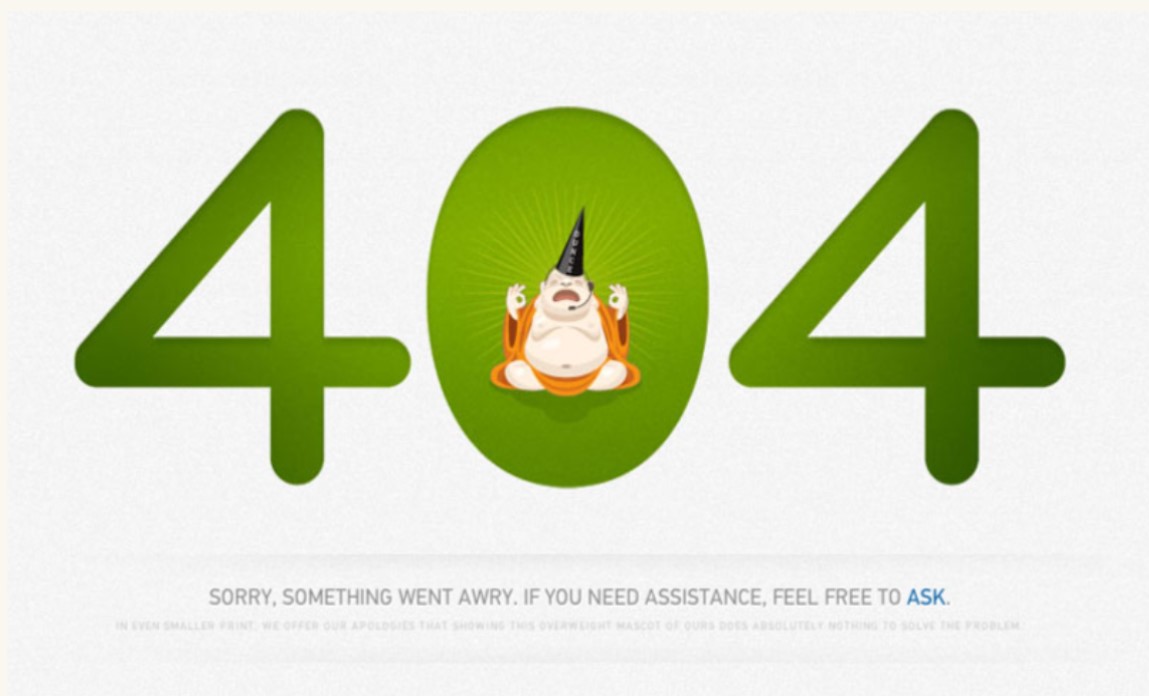 404
SORRY, SOMETHING WENT AWRY. IF YOU NEED ASSISTANCE, FEEL FREE TO ASK.
IN EVEN SMALLER PRINT, WE OFFER OUR APOLOGIES THAT SHOWING THIS OVERWEIGHT MASCOT OF OURS DOES ABSOLUTELY NOTHING TO SOLVE THE PROBLEM.